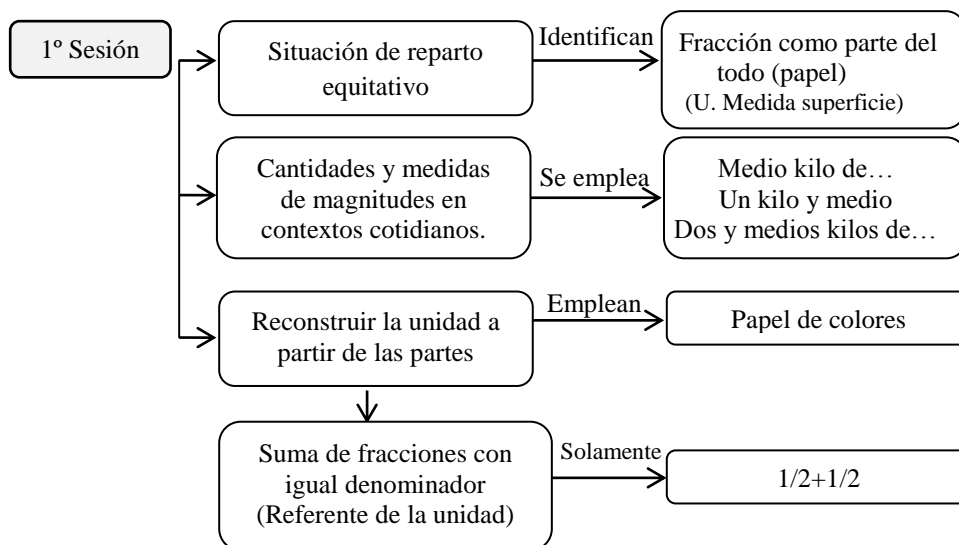 1º Sesión
Situación de reparto
equitativo
Identifican
Fracción como parte del
todo (papel)
(U. Medida superficie)
Cantidades y medidas
de magnitudes en
contextos cotidianos.
Se emplea
Medio kilo de…
Un kilo y medio
Dos y medios kilos de…
Reconstruir la unidad a
partir de las partes
Emplean
Papel de colores
Suma de fracciones con
igual denominador
(Referente de la unidad)
Solamente
1/2+1/2